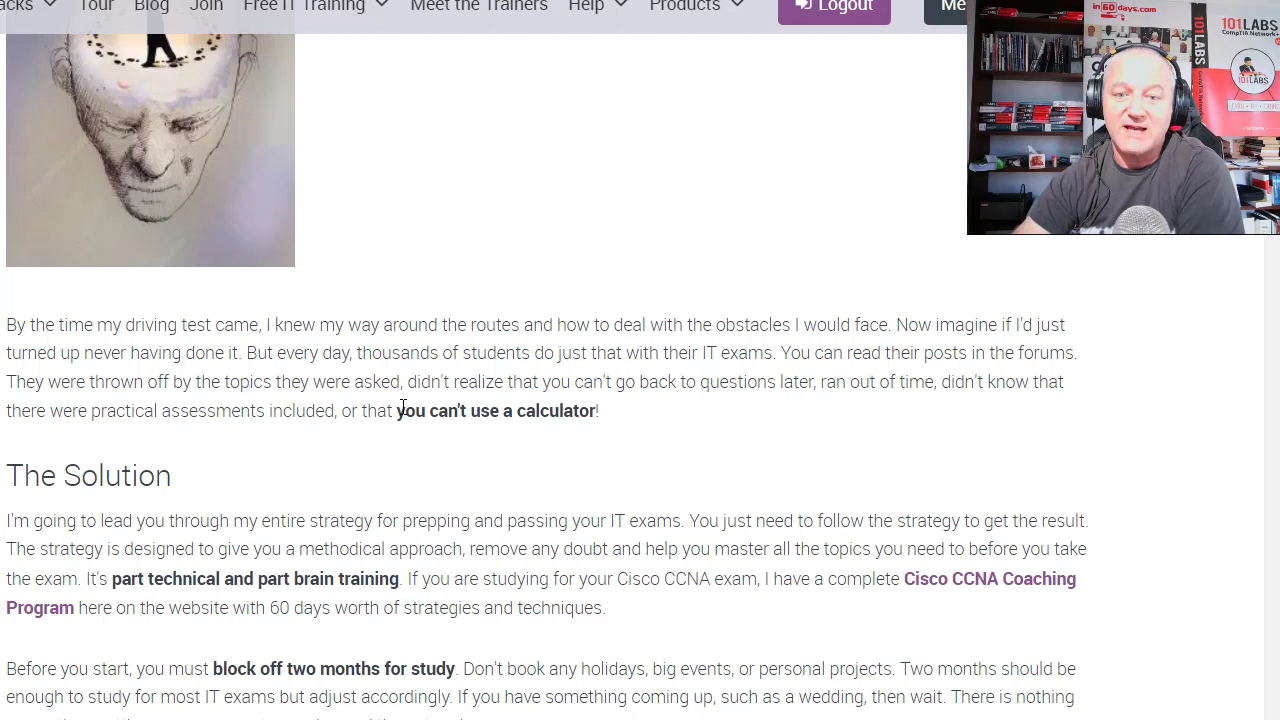 acks Tour Blog Join Free IT Training Meet the Trainers Help Products Logout Me
in60days.com
101LABS
101 LABS
CompTIA Network+
101LABS
By the time my driving test came, I knew my way around the routes and how to deal with the obstacles I would face. Now imagine if I'd just
turned up never having done it. But every day, thousands of students do just that with their IT exams. You can read their posts in the forums.
They were thrown off by the topics they were asked, didn't realize that you can't go back to questions later, ran out of time, didn't know that
there were practical assessments included, or that you can't use a calculator!
The Solution
I'm going to lead you through my entire strategy for prepping and passing your IT exams. You just need to follow the strategy to get the result.
The strategy is designed to give you a methodical approach, remove any doubt and help you master all the topics you need to before you take
the exam. It's part technical and part brain training. If you are studying for your Cisco CCNA exam, I have a complete Cisco CCNA Coaching
Program here on the website with 60 days worth of strategies and techniques.
Before you start, you must block off two months for study. Don't book any holidays, big events, or personal projects. Two months should be
enough to study for most IT exams but adjust accordingly. If you have something coming up, such as a wedding, then wait. There is nothing